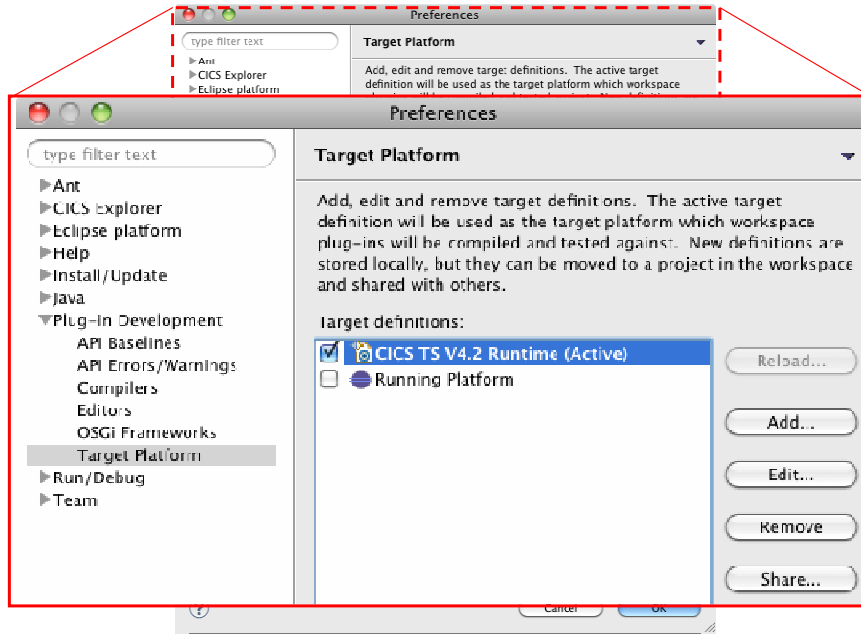 Preferences
type filter text
Target Platform
Ant
CICS Explorer
Eclipse platform
Add, edit and remove targe: definitions. The active target
definition will be used as the target platform which workspace
Preferences
type filter text
Target Platform
Ant
CICS Explorer
Eclipse platform
Help
Install/Update
Java
Plug-in Development
API Baselines
API Errors/Warnings
Compilers
Editors
OSGi Frameworks
Target Platform
Run/Debug
Team
Add, edit and remove target definitions. The active target
definition will be used as the target platform which workspace
plug-ins will be compiled and tested against. New definitions are
stored locally, but they can be moved to a project in the workspace
and shared with others.
Target definitions:
CICS TS V4.2 Runtime (Active)
Running Platform
Reload...
Add...
Edit...
Remove
Share...
?
Cancel
OK